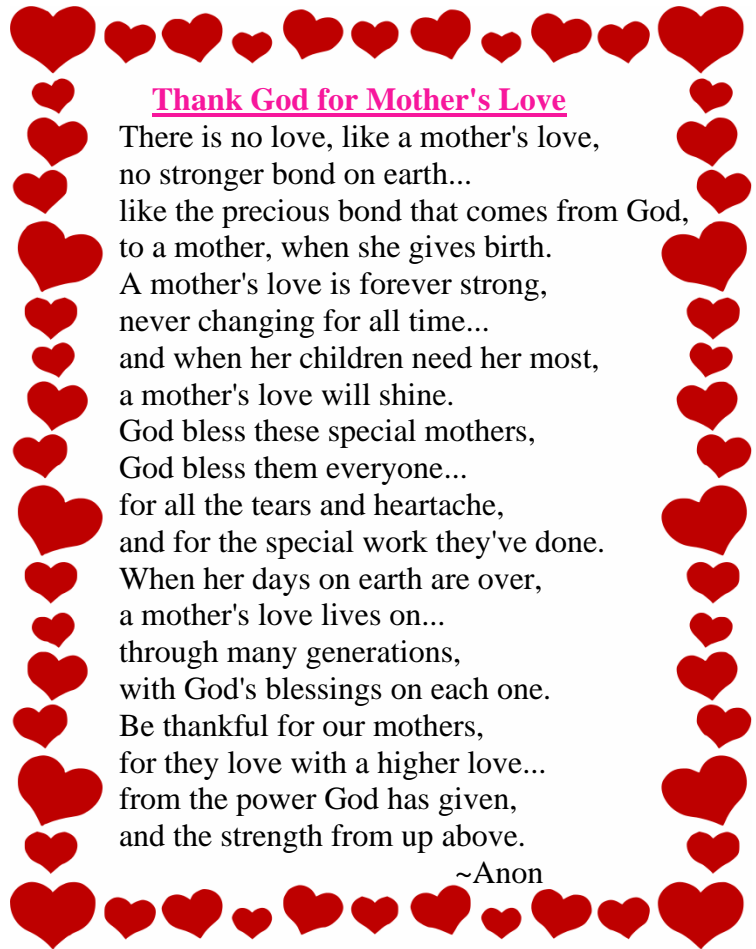 Thank God for Mother's Love
There is no love, like a mother's love,
no stronger bond on earth...
like the precious bond that comes from God,
to a mother, when she gives birth.
A mother's love is forever strong,
never changing for all time...
and when her children need her most,
a mother's love will shine.
God bless these special mothers,
God bless them everyone...
for all the tears and heartache,
and for the special work they've done.
When her days on earth are over,
a mother's love lives on...
through many generations,
with God's blessings on each one.
Be thankful for our mothers,
for they love with a higher love...
from the power God has given,
and the strength from up above.
~Anon